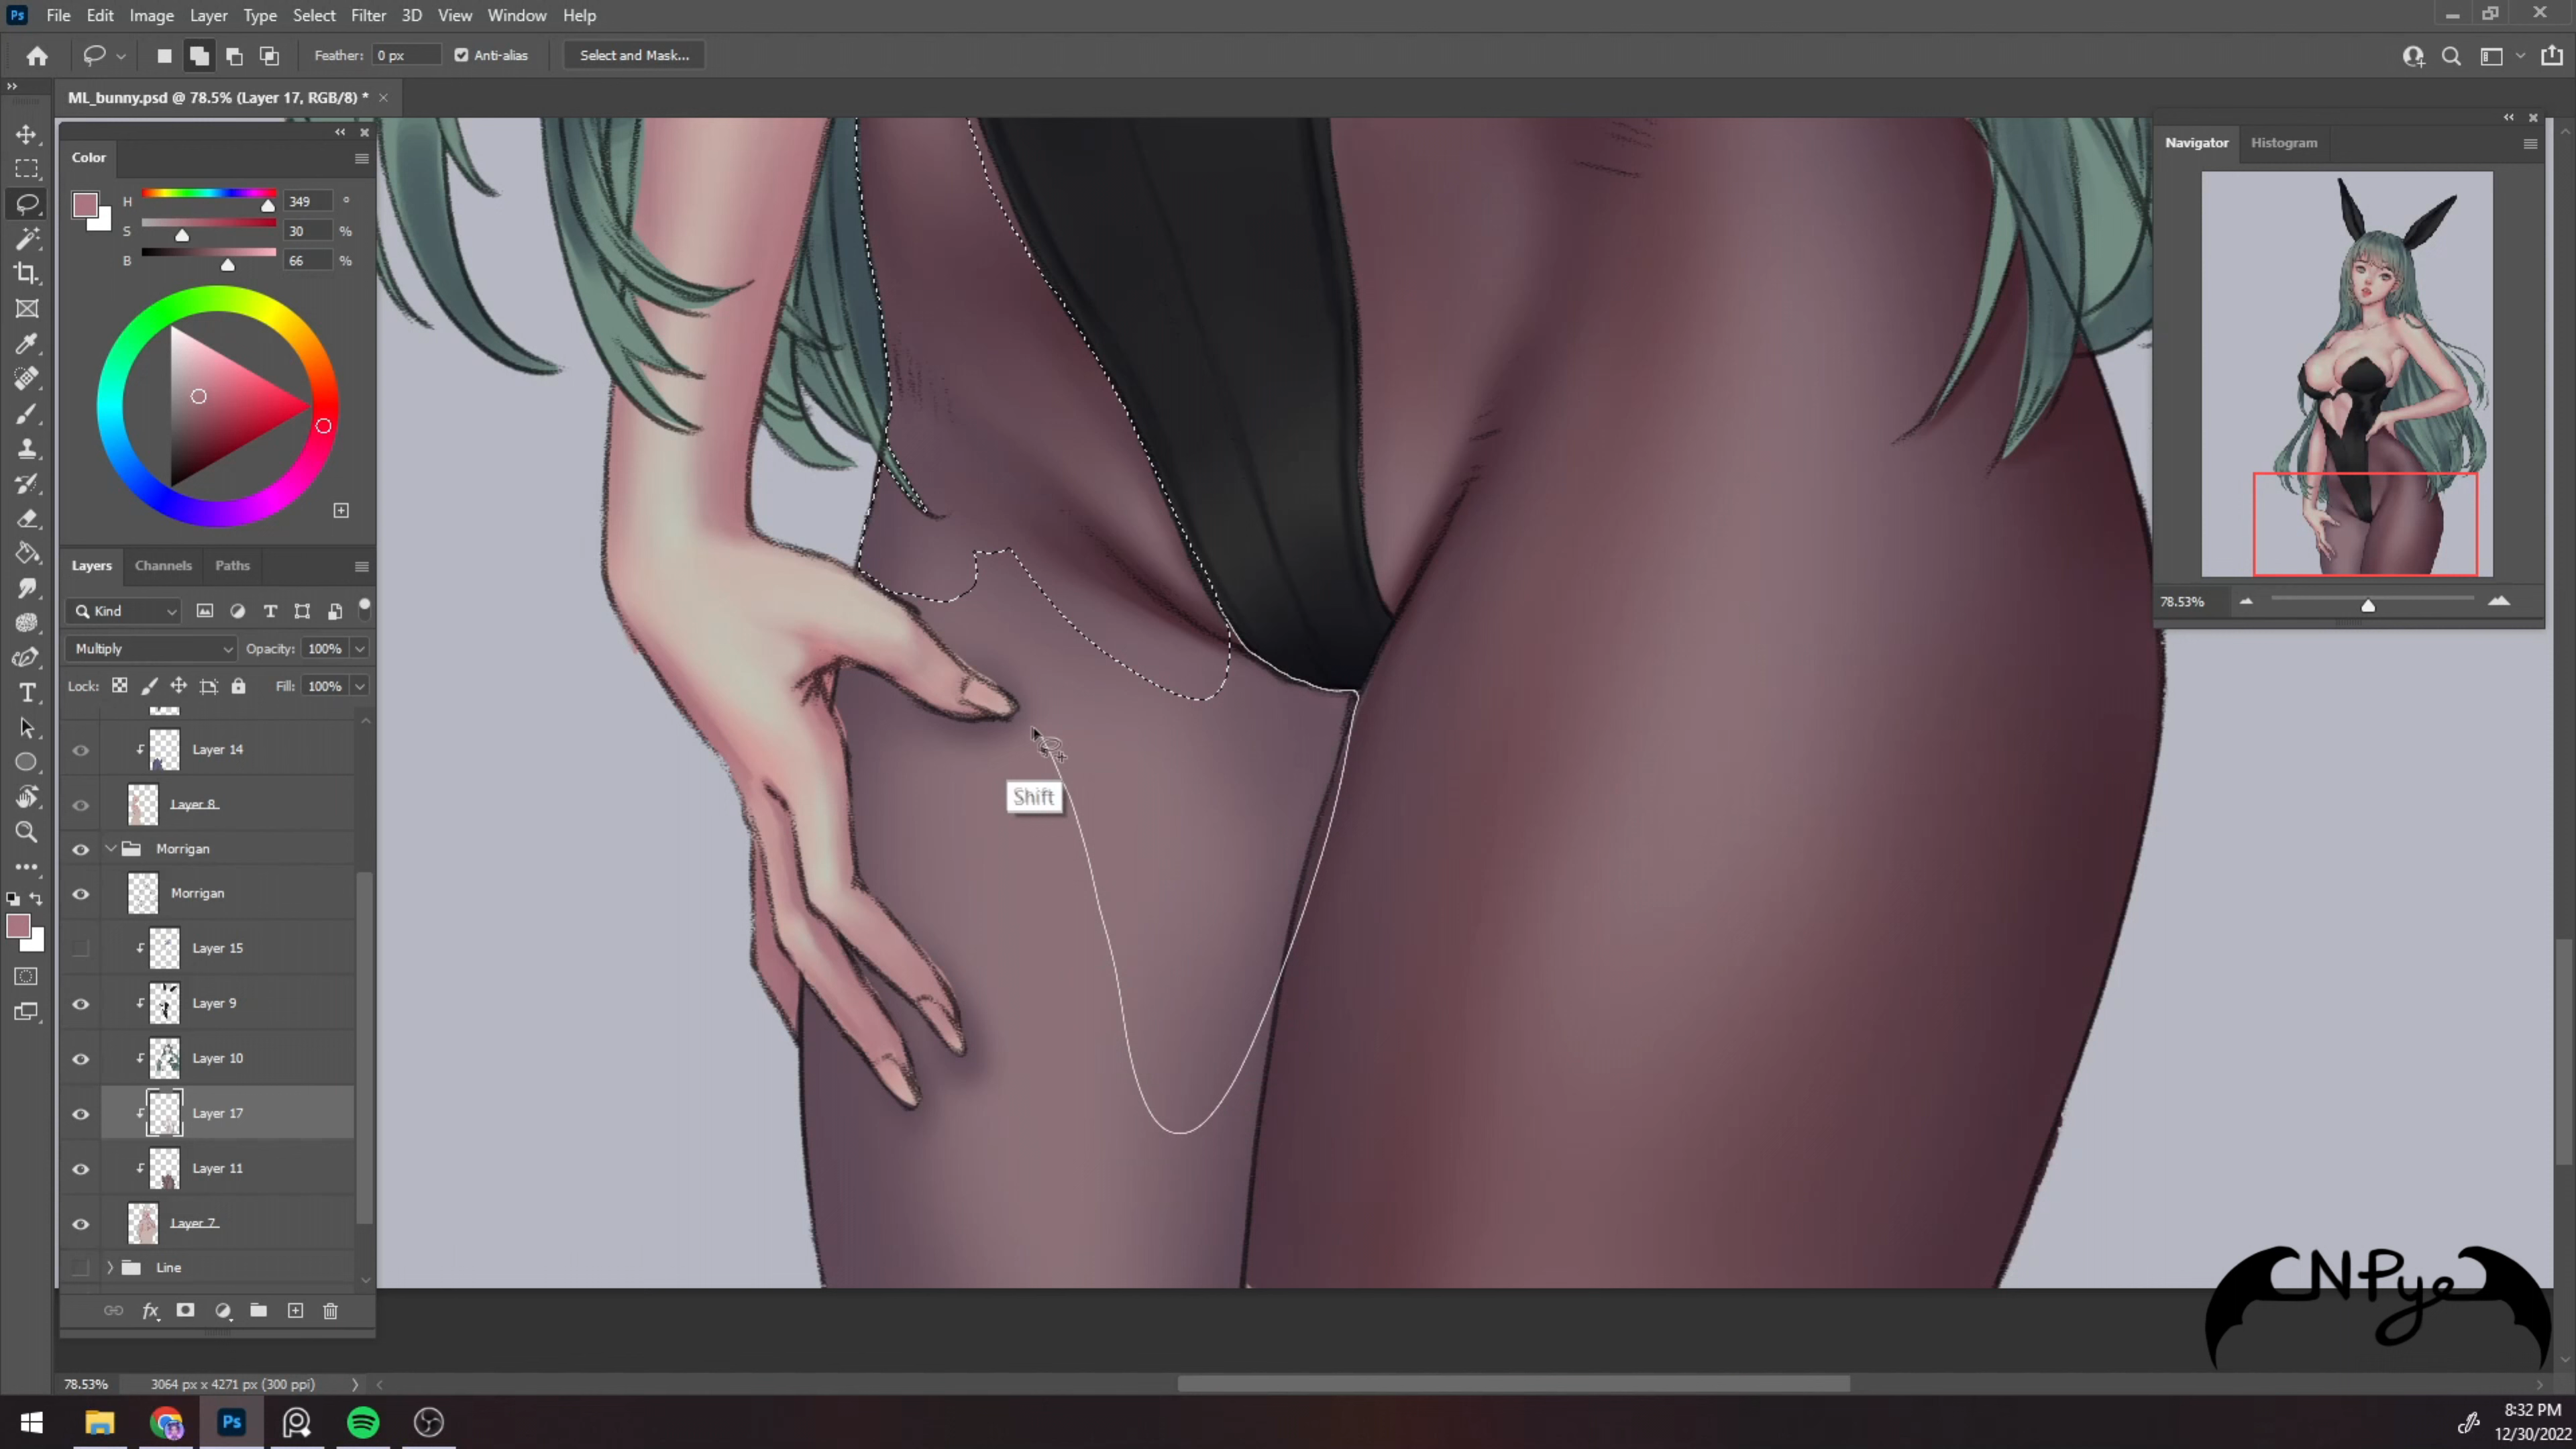 Ps File Edit Image Layer Type Select Filter 3D View Window Help
Feather: 0 px Anti-alias Select and Mask...
ML_bunny.psd @ 78.5% (Layer 17, RGB/8) *
Color
H 349 °
S 30 %
B 66 %
Layers Channels Paths
Kind
Multiply Opacity: 100%
Lock: Fill: 100%
Layer 14
Layer 8
Morrigan
Morrigan
Layer 15
Layer 9
Layer 10
Layer 17
Layer 11
Layer 7
Line
Shift
Navigator Histogram
78.53%
CNPye
78.53% 3064 px x 4271 px (300 ppi)
Ps
8:32 PM
12/30/2022